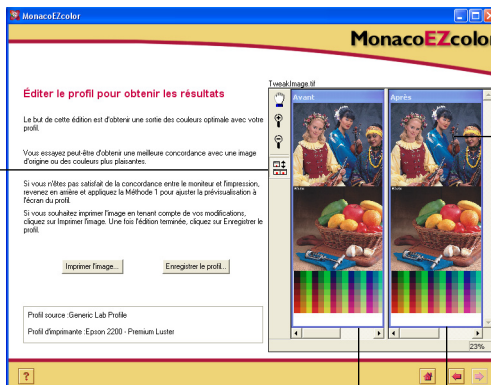 MonacoEZcolor
MonacoEZcolor
TweakImage.tif
Éditer le profil pour obtenir les résultats
Avant
Après
Le but de cette édition est d'obtenir une sortie des couleurs optimale avec votre
profil.
Vous essayez peut-être d'obtenir une meilleure concordance avec une image
d'origine ou des couleurs plus plaisantes.
Si vous n'êtes pas satisfait de la concordance entre le moniteur et l'impression,
revenez en arrière et appliquez la Méthode 1 pour ajuster la prévisualisation à
l'écran du profil.
Si vous souhaitez imprimer l'image en tenant compte de vos modifications,
cliquez sur Imprimer l'image. Une fois l'édition terminée, cliquez sur Enregistrer le
profil.
Imprimer l'image...
Enregistrer le profil...
Profil source :Generic Lab Profile
Profil d'imprimante :Epson 2200 - Premium Luster
23%
?